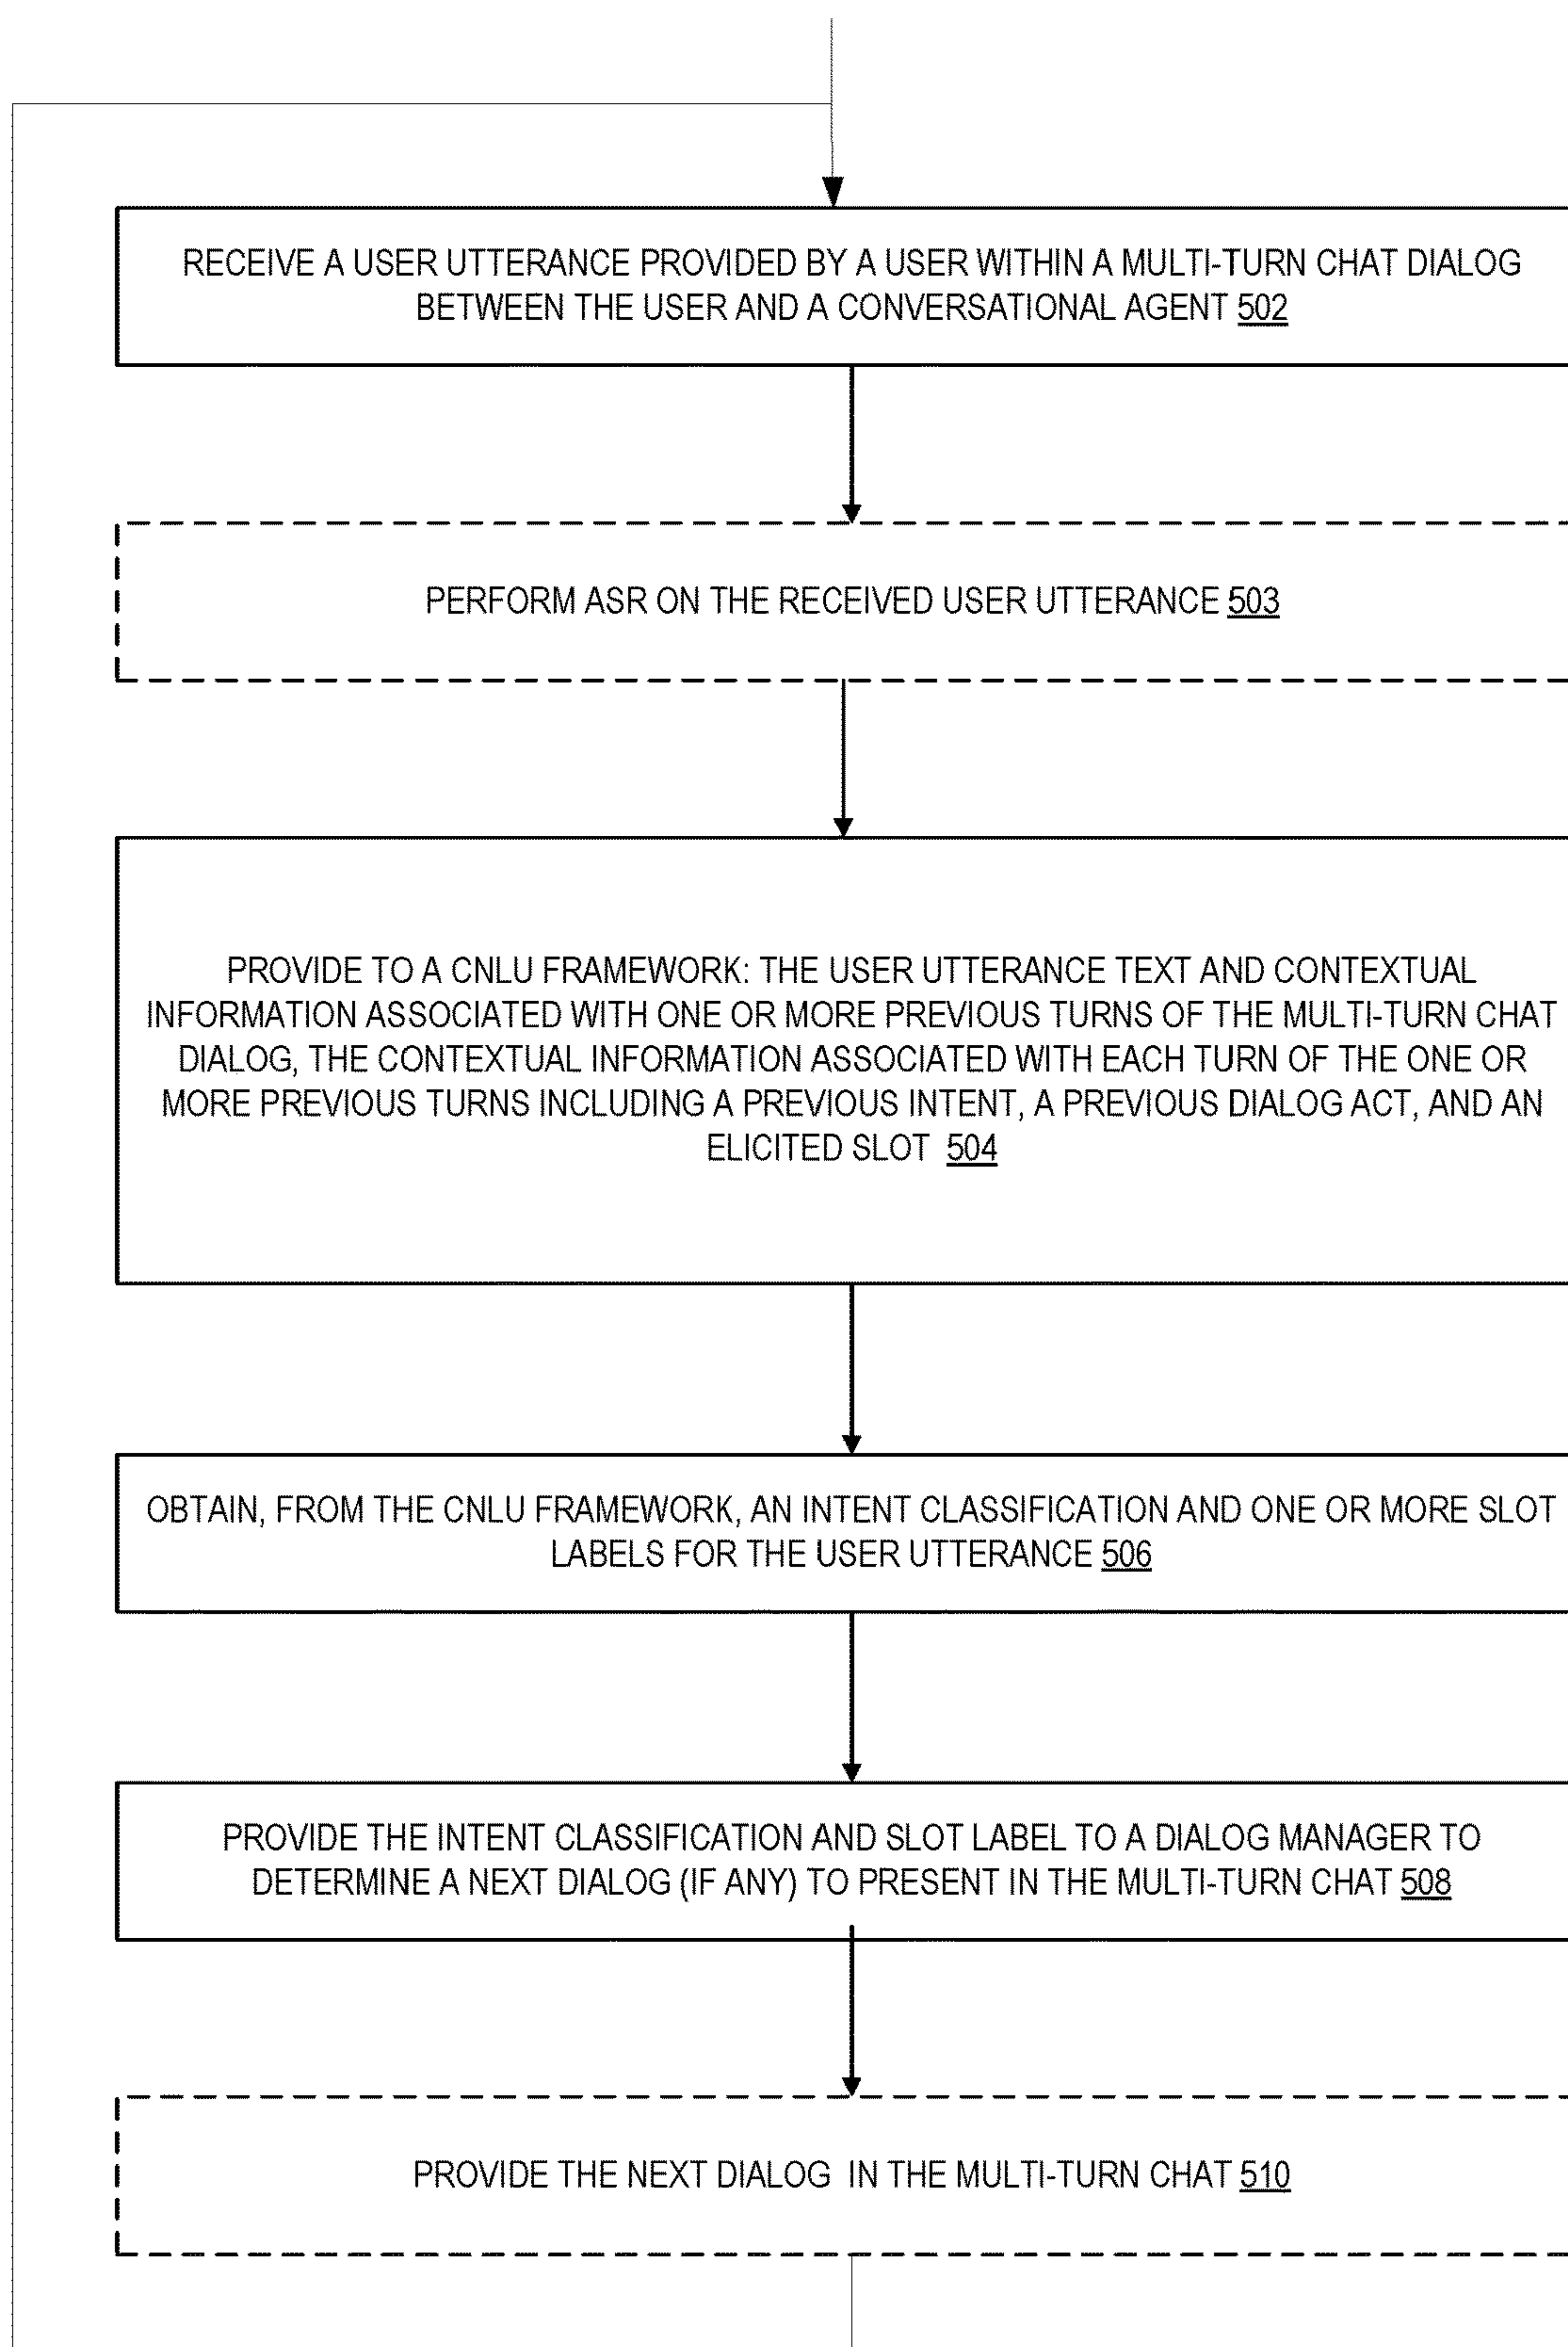 RECEIVE A USER UTTERANCE PROVIDED BY A USER WITHIN A MULTI-TURN CHAT DIALOG
BETWEEN THE USER AND A CONVERSATIONAL AGENT 502
PERFORM ASR ON THE RECEIVED USER UTTERANCE 503
PROVIDE TO A CNLU FRAMEWORK: THE USER UTTERANCE TEXT AND CONTEXTUAL
INFORMATION ASSOCIATED WITH ONE OR MORE PREVIOUS TURNS OF THE MULTI-TURN CHAT
DIALOG, THE CONTEXTUAL INFORMATION ASSOCIATED WITH EACH TURN OF THE ONE OR
MORE PREVIOUS TURNS INCLUDING A PREVIOUS INTENT, A PREVIOUS DIALOG ACT, AND AN
ELICITED SLOT 504
OBTAIN, FROM THE CNLU FRAMEWORK, AN INTENT CLASSIFICATION AND ONE OR MORE SLOT
LABELS FOR THE USER UTTERANCE 506
PROVIDE THE INTENT CLASSIFICATION AND SLOT LABEL TO A DIALOG MANAGER TO
DETERMINE A NEXT DIALOG (IF ANY) TO PRESENT IN THE MULTI-TURN CHAT 508
PROVIDE THE NEXT DIALOG IN THE MULTI-TURN CHAT 510